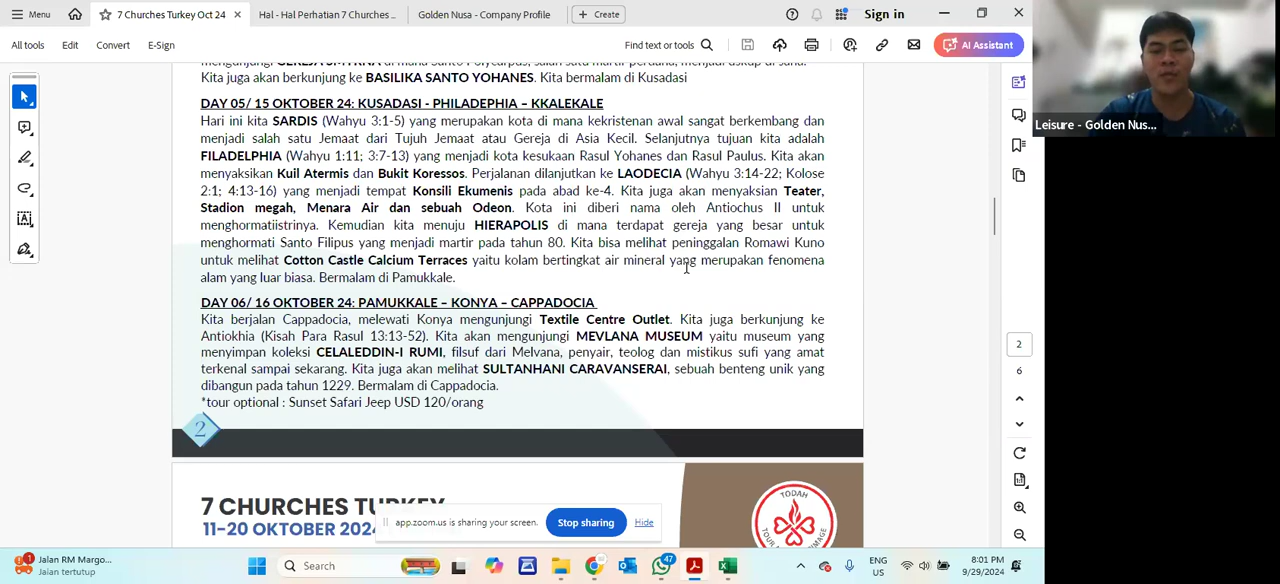 Menu
7 Churches Turkey Oct 24
Hal - Hal Perhatian 7 Churches ...
Golden Nusa - Company Profile
Create
Sign in
All tools
Edit
Convert
E-Sign
Find text or tools
AI Assistant
Leisure - Golden Nus...
Kita juga akan berkunjung ke BASILIKA SANTO YOHANES. Kita bermalam di Kusadasi
DAY 05/ 15 OKTOBER 24: KUSADASI - PHILADEPHIA – KKALEKALE
Hari ini kita SARDIS (Wahyu 3:1-5) yang merupakan kota di mana kekristenan awal sangat berkembang dan
menjadi salah satu Jemaat dari Tujuh Jemaat atau Gereja di Asia Kecil. Selanjutnya tujuan kita adalah
FILADELPHIA (Wahyu 1:11; 3:7-13) yang menjadi kota kesukaan Rasul Yohanes dan Rasul Paulus. Kita akan
menyaksikan Kuil Atermis dan Bukit Koressos. Perjalanan dilanjutkan ke LAODECIA (Wahyu 3:14-22; Kolose
2:1; 4:13-16) yang menjadi tempat Konsili Ekumenis pada abad ke-4. Kita juga akan menyaksian Teater,
Stadion megah, Menara Air dan sebuah Odeon. Kota ini diberi nama oleh Antiochus II untuk
menghormatiistrinya. Kemudian kita menuju HIERAPOLIS di mana terdapat gereja yang besar untuk
menghormati Santo Filipus yang menjadi martir pada tahun 80. Kita bisa melihat peninggalan Romawi Kuno
untuk melihat Cotton Castle Calcium Terraces yaitu kolam bertingkat air mineral yang merupakan fenomena
alam yang luar biasa. Bermalam di Pamukkale.
DAY 06/ 16 OKTOBER 24: PAMUKKALE – KONYA – CAPPADOCIA
Kita berjalan Cappadocia, melewati Konya mengunjungi Textile Centre Outlet. Kita juga berkunjung ke
Antiokhia (Kisah Para Rasul 13:13-52). Kita akan mengunjungi MEVLANA MUSEUM yaitu museum yang
menyimpan koleksi CELALEDDIN-I RUMI, filsuf dari Melvana, penyair, teolog dan mistikus sufi yang amat
terkenal sampai sekarang. Kita juga akan melihat SULTANHANI CARAVANSERAI, sebuah benteng unik yang
dibangun pada tahun 1229. Bermalam di Cappadocia.
*tour optional : Sunset Safari Jeep USD 120/orang
2
2
6
7 CHURCHES TURKEY
11-20 OKTOBER 2024
TODAH
app.zoom.us is sharing your screen.
Stop sharing
Hide
1
Jalan RM Margo...
Jalan tertutup
Search
47
ENG
US
8:01 PM
9/29/2024